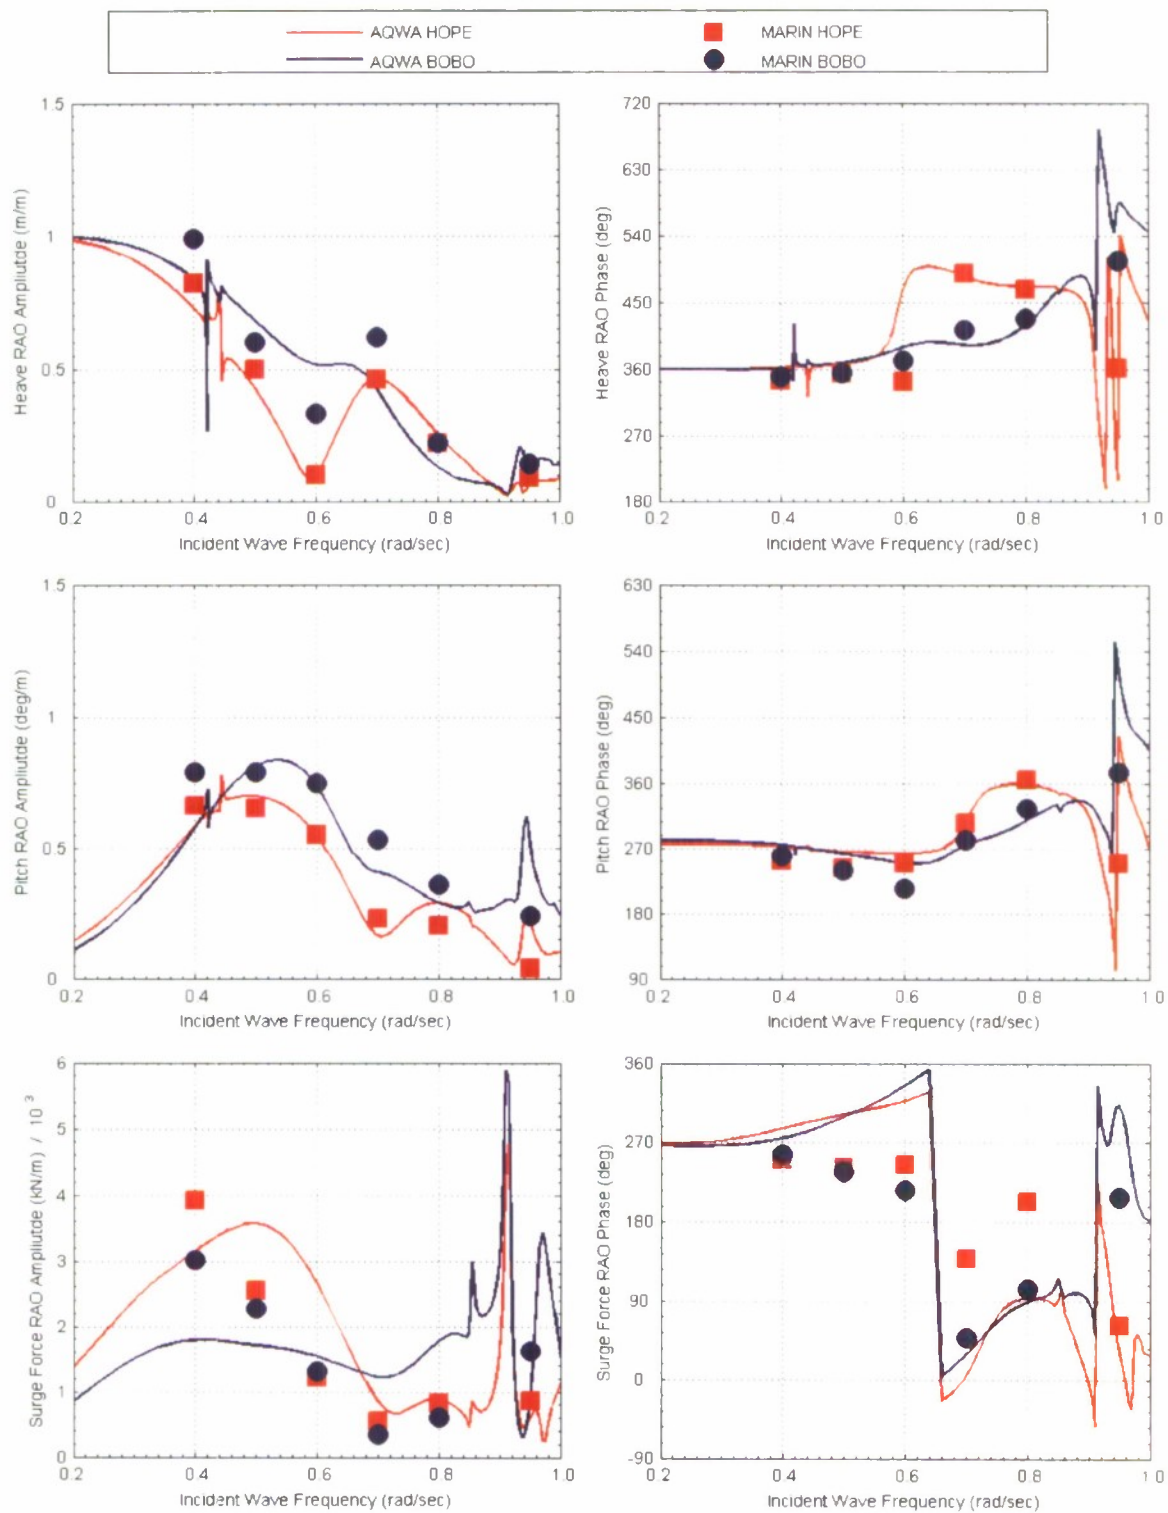 AQWA HOPE MARIN HOPE
AQWA BOBO MARIN BOBO
Heave RAO Ampliutde (m/m)
1.5
1
0.5
0
0.2 0.4 0.6 0.8 1.0
Incident Wave Frequency (rad/sec)
Heave RAO Phase (deg)
720
630
540
450
360
270
180
0.2 0.4 0.6 0.8 1.0
Incident Wave Frequency (rad/sec)
Pitch RAO Ampliutde (deg/m)
1.5
1
0.5
0
0.2 0.4 0.6 0.8 1.0
Incident Wave Frequency (rad/sec)
Pitch RAO Phase (deg)
630
540
450
360
270
180
90
0.2 0.4 0.6 0.8 1.0
Incident Wave Frequency (rad/sec)
Surge Force RAO Ampliutde (kN/m) / 10³
6
5
4
3
2
1
0
0.2 0.4 0.6 0.8 1.0
Incident Wave Frequency (rad/sec)
Surge Force RAO Phase (deg)
360
270
180
90
0
-90
0.2 0.4 0.6 0.8 1.0
Incident Wave Frequency (rad/sec)